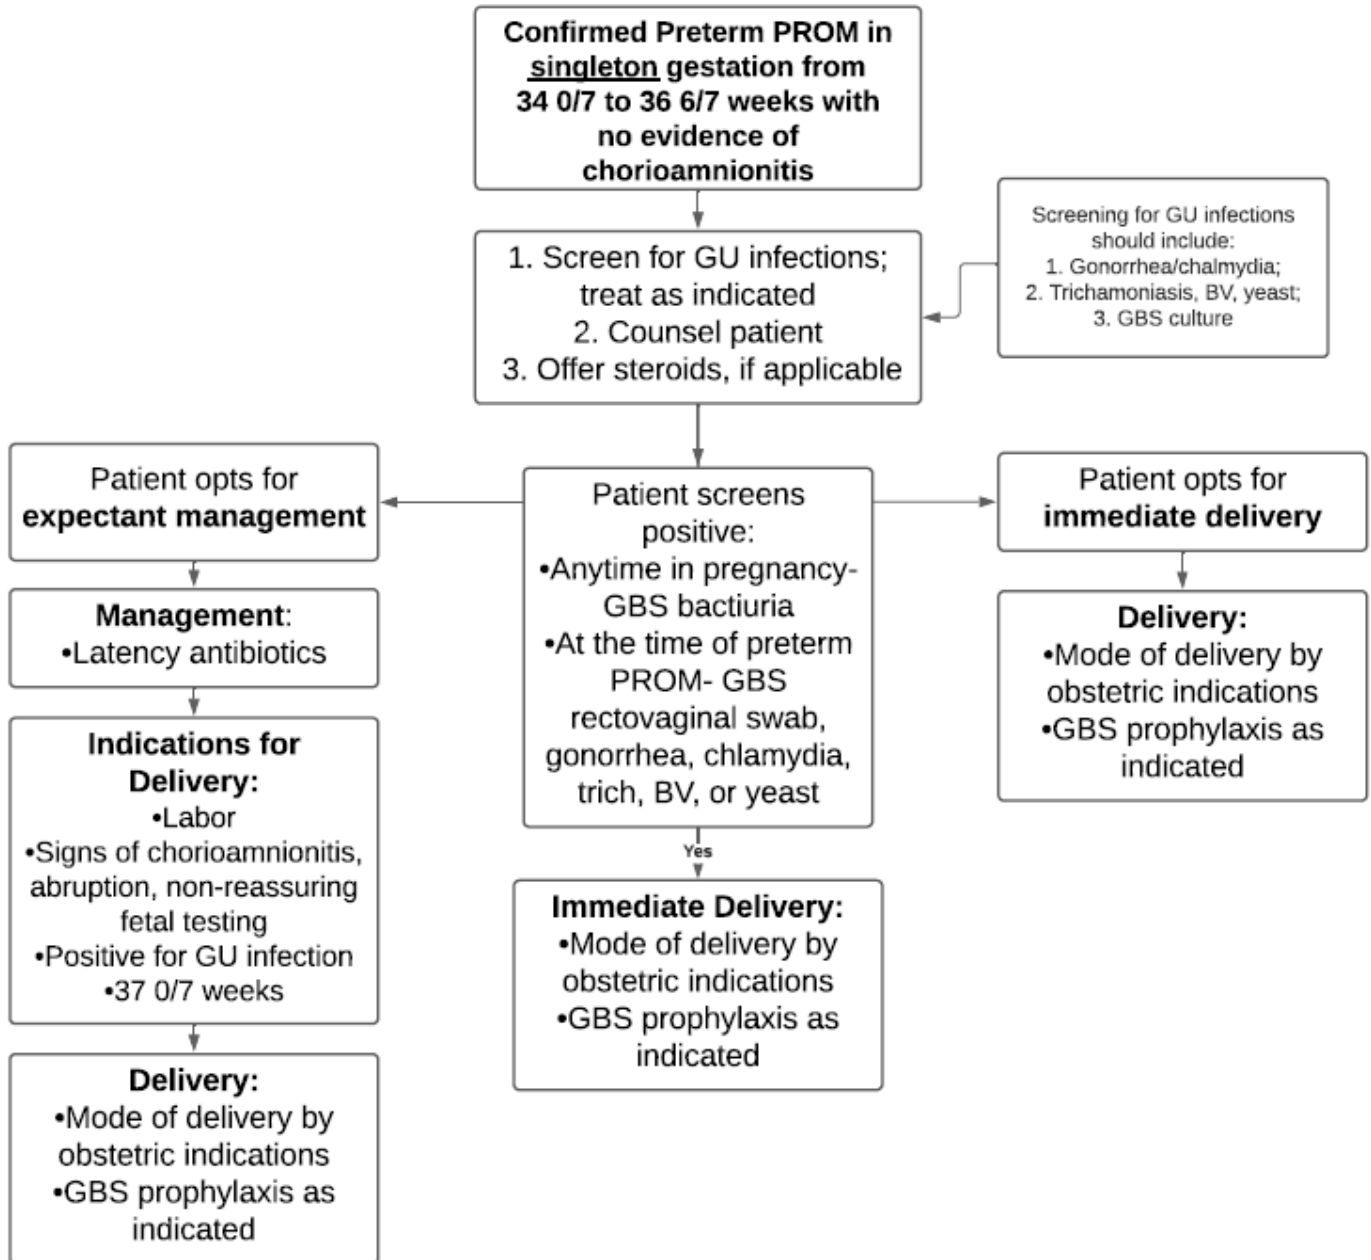 Confirmed Preterm PROM in
singleton gestation from
34 0/7 to 36 6/7 weeks with
no evidence of
chorioamnionitis
Screening for GU infections
should include:
1. Gonorrhea/chalmydia;
2. Trichamoniasis, BV, yeast;
3. GBS culture
1. Screen for GU infections;
treat as indicated
2. Counsel patient
3. Offer steroids, if applicable
Patient opts for
expectant management
Management:
•Latency antibiotics
Indications for
Delivery:
•Labor
•Signs of chorioamnionitis,
abruption, non-reassuring
fetal testing
•Positive for GU infection
•37 0/7 weeks
Delivery:
•Mode of delivery by
obstetric indications
•GBS prophylaxis as
indicated
Patient screens
positive:
•Anytime in pregnancy-
GBS bactiuria
•At the time of preterm
PROM- GBS
rectovaginal swab,
gonorrhea, chlamydia,
trich, BV, or yeast
Yes
Immediate Delivery:
•Mode of delivery by
obstetric indications
•GBS prophylaxis as
indicated
Patient opts for
immediate delivery
Delivery:
•Mode of delivery by
obstetric indications
•GBS prophylaxis as
indicated